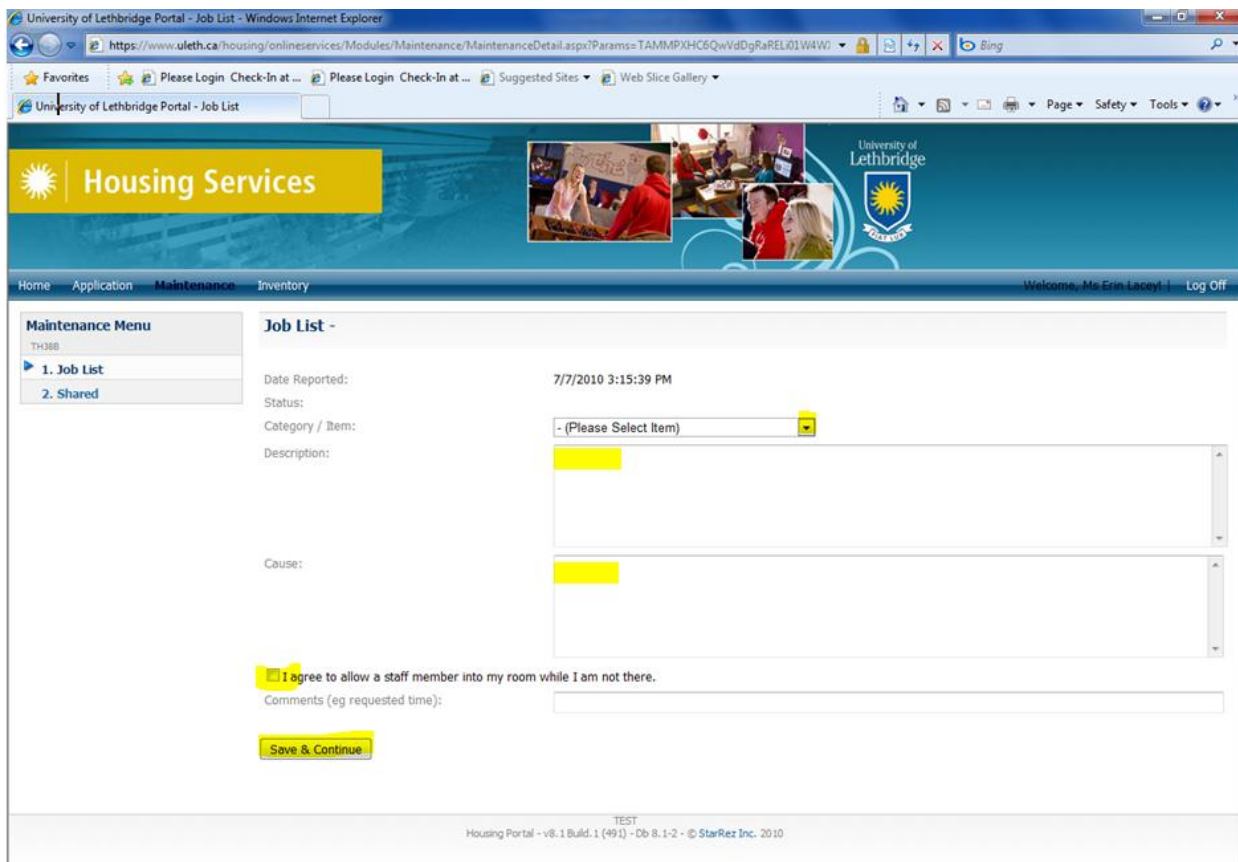 University of Lethbridge Portal - Job List - Windows Internet Explorer
https://www.uleth.ca/housing/onlineservices/Modules/Maintenance/MaintenanceDetail.aspx?Params= Bing
Favorites Please Login Check-In at ... Please Login Check-In at ... Suggested Sites Web Slice Gallery
University of Lethbridge Portal - Job List Page Safety Tools
University of
Lethbridge
Housing Services
FIAT LUX
Home Application Maintenance Inventory Welcome, Ms Erin Lacey! | Log Off
Maintenance Menu
TH38B
1. Job List
2. Shared
Job List -
Date Reported: 7/7/2010 3:15:39 PM
Status:
Category / Item: - (Please Select Item)
Description:
Cause:
I agree to allow a staff member into my room while I am not there.
Comments (eg requested time):
Save & Continue
TEST
Housing Portal - v8.1 Build.1 (491) - Db 8.1-2 - © StarRez Inc. 2010